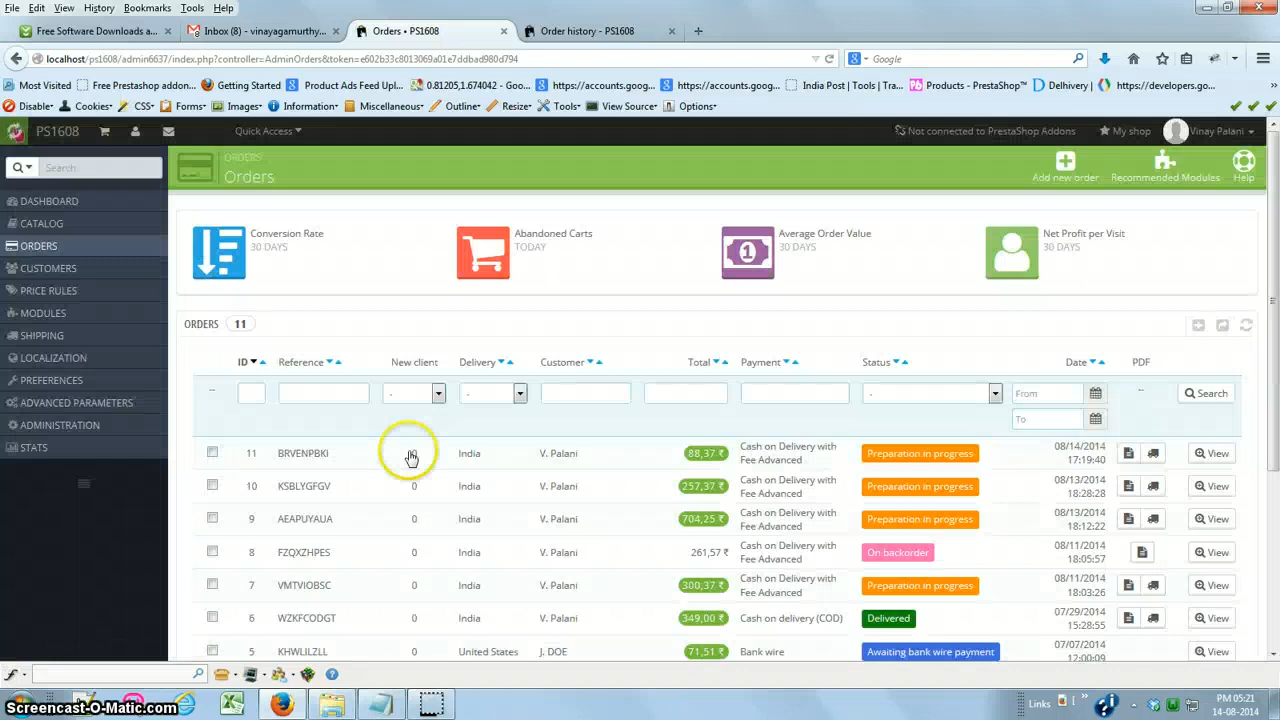 File Edit View History Bookmarks Tools Help
Free Software Downloads a... × Inbox (8) - vinayagamurthy... × Orders • PS1608 × Order history - PS1608 × +
localhost/ps1608/admin6637/index.php?controller=AdminOrders&token=e602b33c8013069a01e7ddbad980d794 Google
Most Visited Free Prestashop addon... Getting Started Product Ads Feed Upl... 0.81205,1.674042 - Goo... https://accounts.goog... https://accounts.goog... India Post | Tools | Tra... Products - PrestaShop™ Delhivery | https://developers.go...
Disable▾ Cookies▾ CSS▾ Forms▾ Images▾ Information▾ Miscellaneous▾ Outline▾ Resize▾ Tools▾ View Source▾ Options▾
PS1608 Quick Access Not connected to PrestaShop Addons My shop Vinay Palani
Search
ORDERS
Orders
Add new order Recommended Modules Help
DASHBOARD
CATALOG
ORDERS
CUSTOMERS
PRICE RULES
MODULES
SHIPPING
LOCALIZATION
PREFERENCES
ADVANCED PARAMETERS
ADMINISTRATION
STATS
Conversion Rate
30 DAYS
Abandoned Carts
TODAY
Average Order Value
30 DAYS
Net Profit per Visit
30 DAYS
ORDERS 11
ID Reference New client Delivery Customer Total Payment Status Date PDF
-- - - - From -- Search
To
11 BRVENPBKI India V. Palani 88,37 ₹ Cash on Delivery with Fee Advanced Preparation in progress 08/14/2014 17:19:40 View
10 KSBLYGFGV 0 India V. Palani 257,37 ₹ Cash on Delivery with Fee Advanced Preparation in progress 08/13/2014 18:28:28 View
9 AEAPUYAUA 0 India V. Palani 704,25 ₹ Cash on Delivery with Fee Advanced Preparation in progress 08/13/2014 18:12:22 View
8 FZQXZHPES 0 India V. Palani 261,57 ₹ Cash on Delivery with Fee Advanced On backorder 08/11/2014 18:05:57 View
7 VMTVIOBSC 0 India V. Palani 300,37 ₹ Cash on Delivery with Fee Advanced Preparation in progress 08/11/2014 18:03:26 View
6 WZKFCODGT 0 India V. Palani 349,00 ₹ Cash on delivery (COD) Delivered 07/29/2014 15:28:55 View
5 KHWLILZLL 0 United States J. DOE 71,51 ₹ Bank wire Awaiting bank wire payment 07/07/2014 12:00:09 View
Screencast-O-Matic.com
Links
PM 05:21
14-08-2014